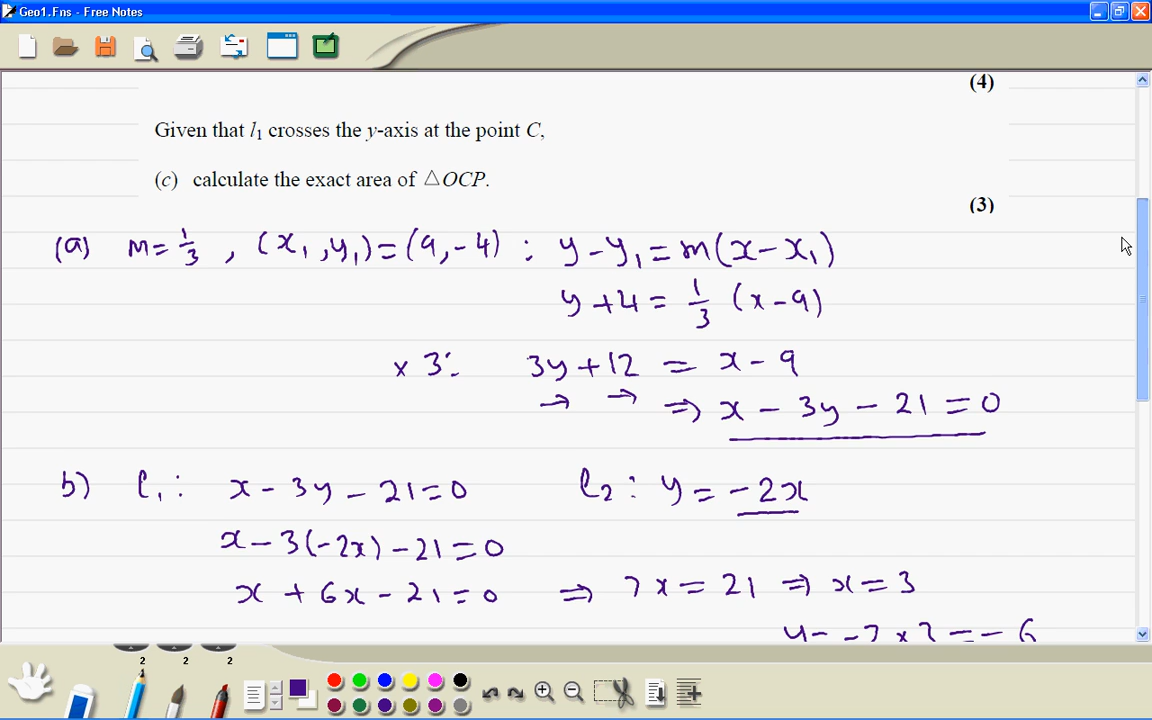 Geo1.Fns - Free Notes
(4)
Given that l₁ crosses the y-axis at the point C,
(c) calculate the exact area of △OCP.
(3)
(a) m = 1/3 , (x₁, y₁) = (9, -4) : y - y₁ = m(x - x₁)
y + 4 = 1/3 (x - 9)
× 3: 3y + 12 = x - 9
→ → ⇒ x - 3y - 21 = 0
b) l₁ : x - 3y - 21 = 0 l₂ : y = -2x
x - 3(-2x) - 21 = 0
x + 6x - 21 = 0 ⇒ 7x = 21 ⇒ x = 3
y = -2 × 3 = - 6
2 2 2